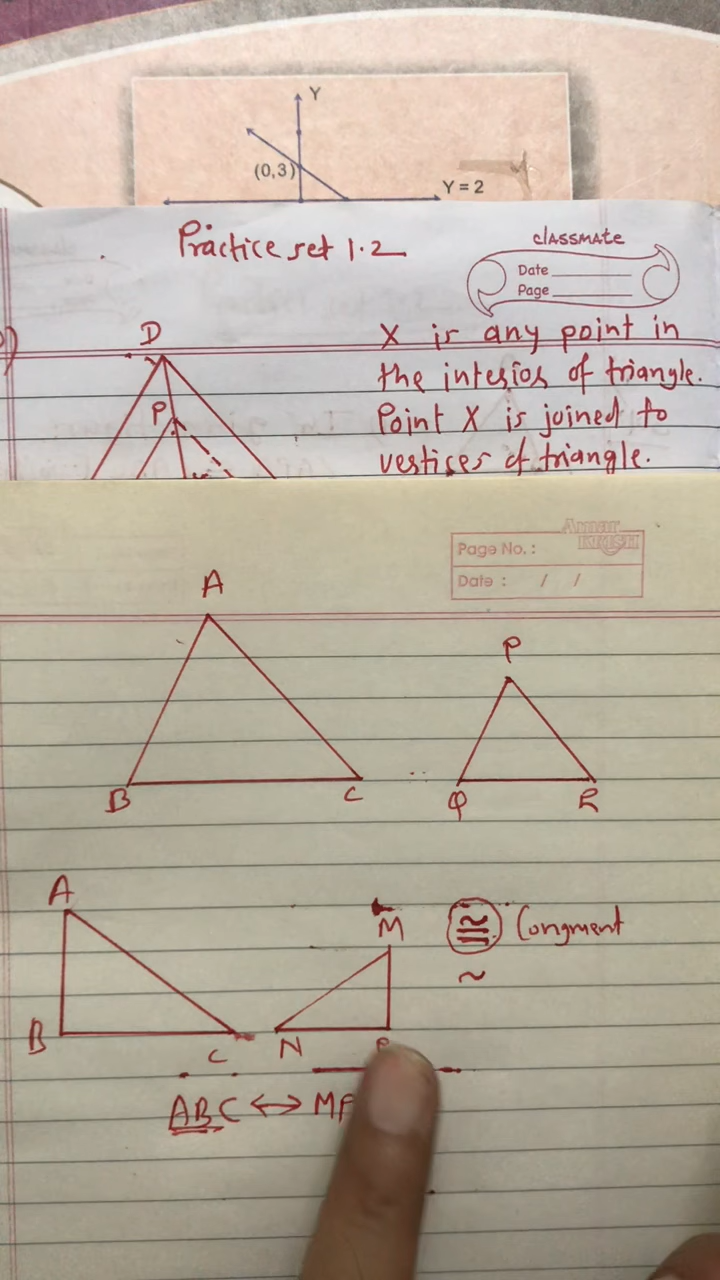 Y
(0,3)
Y = 2
Practice set 1.2
classmate
Date
Page
D
X is any point in
the interior of triangle.
P
Point X is joined to
vertices of triangle.
Amar
Page No. :
Date : / /
A
P
B C Q R
A
M ≅ Congruent
~
B C N
ABC ↔ MP